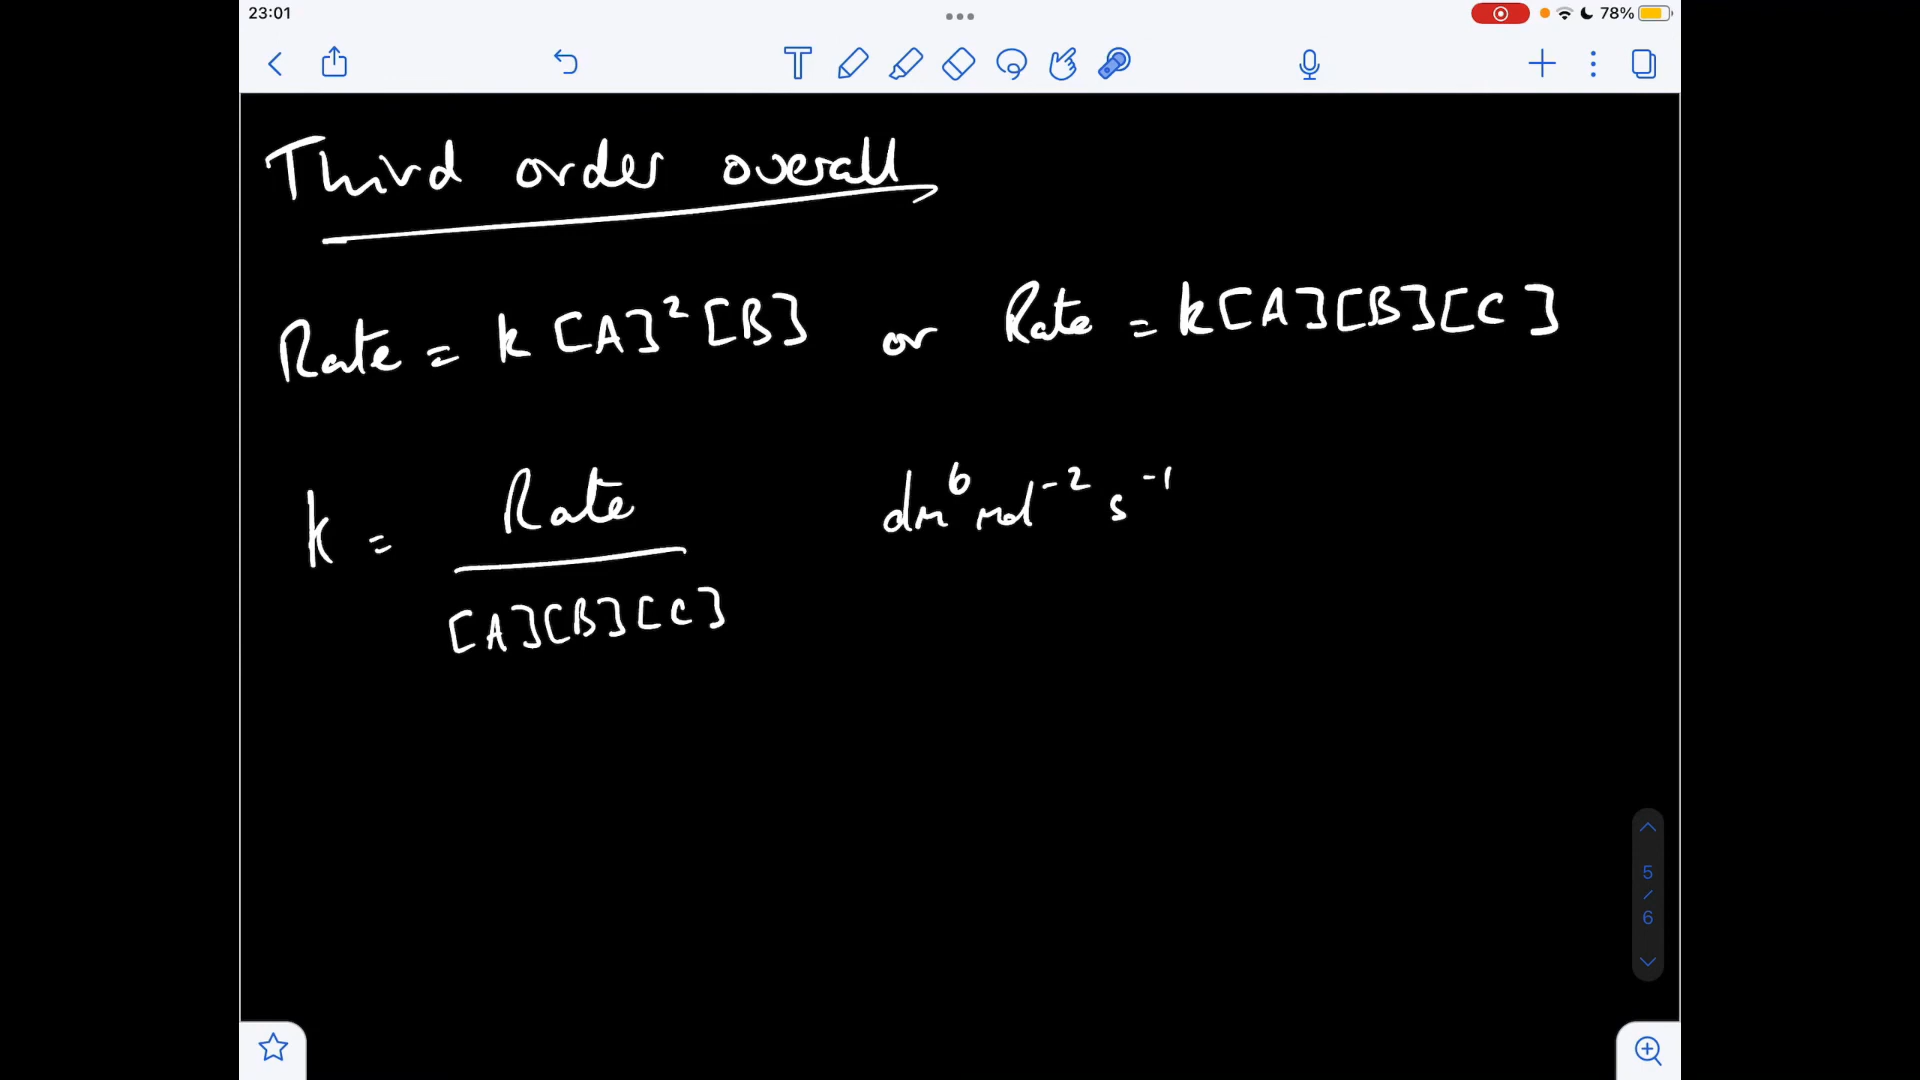 23:01
78%
Third order overall
Rate = k [A]² [B] or Rate = k[A][B][C]
k = Rate dm⁶ mol⁻² s⁻¹
[A][B][C]
5
/
6